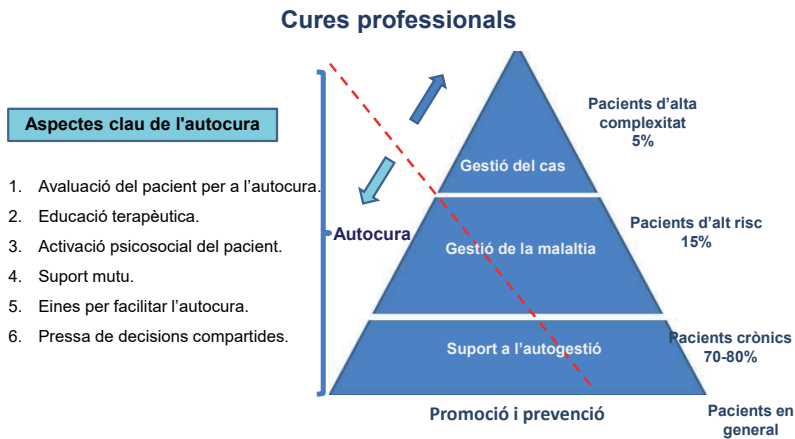 Cures professionals
Aspectes clau de l'autocura
1. Avaluació del pacient per a l'autocura.
2. Educació terapèutica.
3. Activació psicosocial del pacient.
4. Suport mutu.
5. Eines per facilitar l'autocura.
6. Pressa de decisions compartides.
Autocura
Gestió del cas
Gestió de la malaltia
Suport a l'autogestió
Pacients d'alta
complexitat
5%
Pacients d'alt risc
15%
Pacients crònics
70-80%
Promoció i prevenció
Pacients en
general